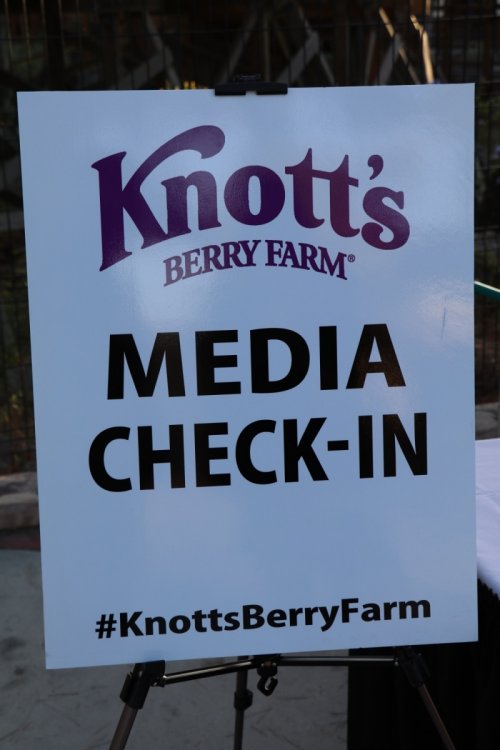 Knott's
BERRY FARM®
MEDIA
CHECK-IN
#KnottsBerryFarm